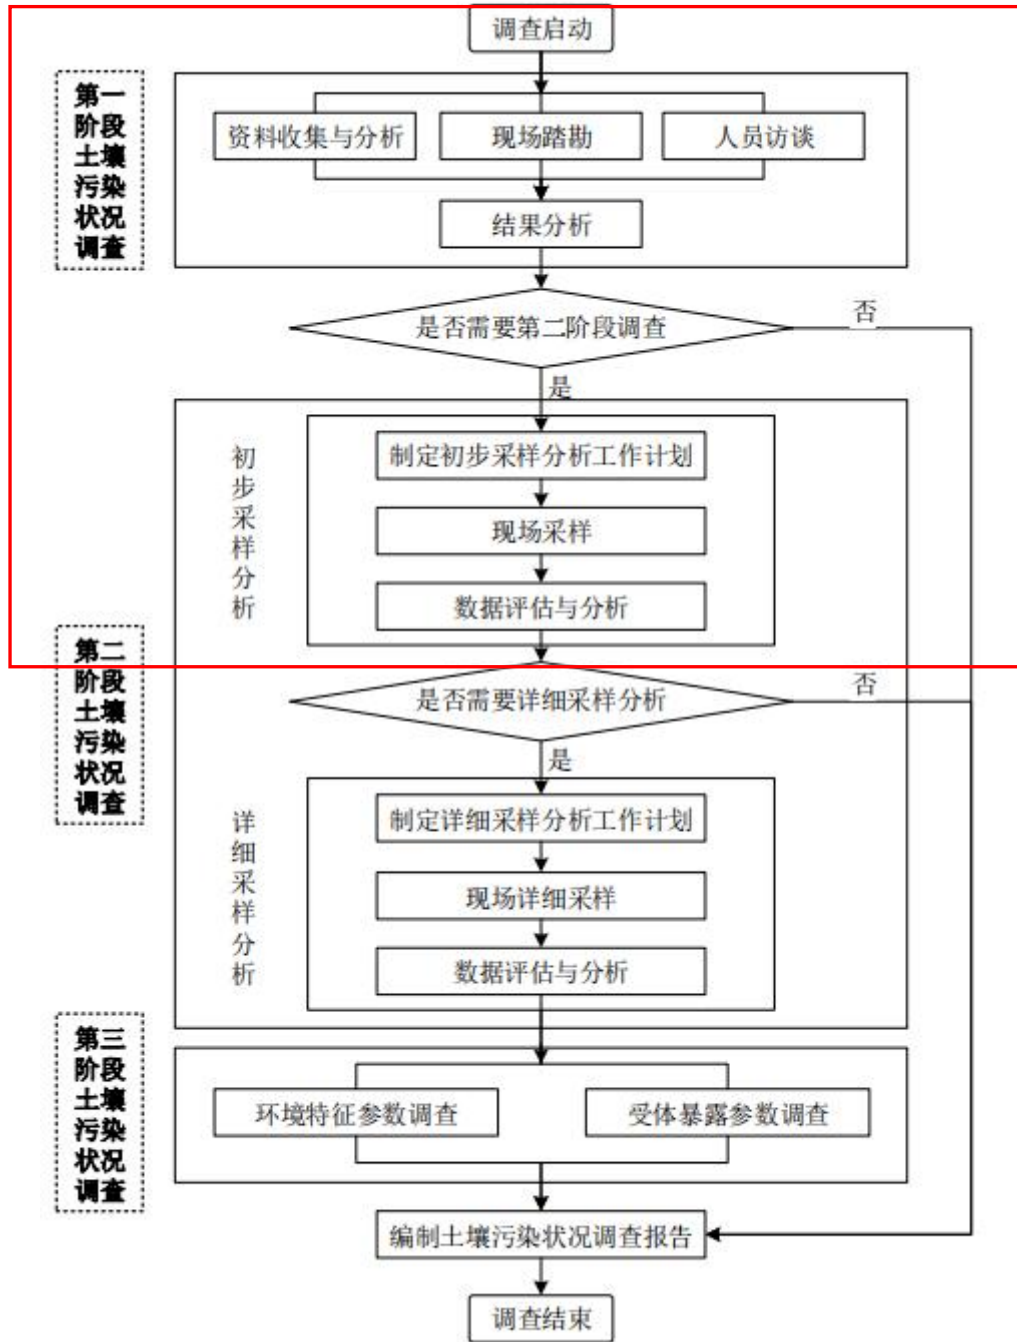 调查启动
第一
阶段
土壤
污染
状况
调查
资料收集与分析
现场踏勘
人员访谈
结果分析
是否需要第二阶段调查
否
是
初
步
采
样
分
析
制定初步采样分析工作计划
现场采样
数据评估与分析
第二
阶段
土壤
污染
状况
调查
是否需要详细采样分析
否
是
详
细
采
样
分
析
制定详细采样分析工作计划
现场详细采样
数据评估与分析
第三
阶段
土壤
污染
状况
调查
环境特征参数调查
受体暴露参数调查
编制土壤污染状况调查报告
调查结束